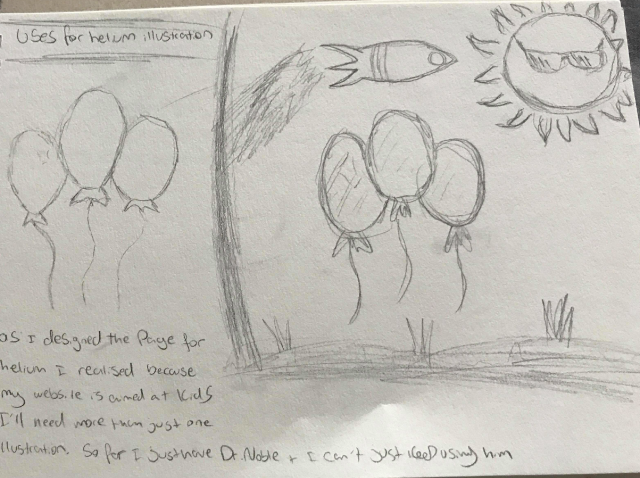 Uses for helium illustration
as I designed the Page for
helium I realised because
my website is aimed at Kids
I'll need more than just one
illustration. So far I just have Dr. Noble + I can't just keep using him